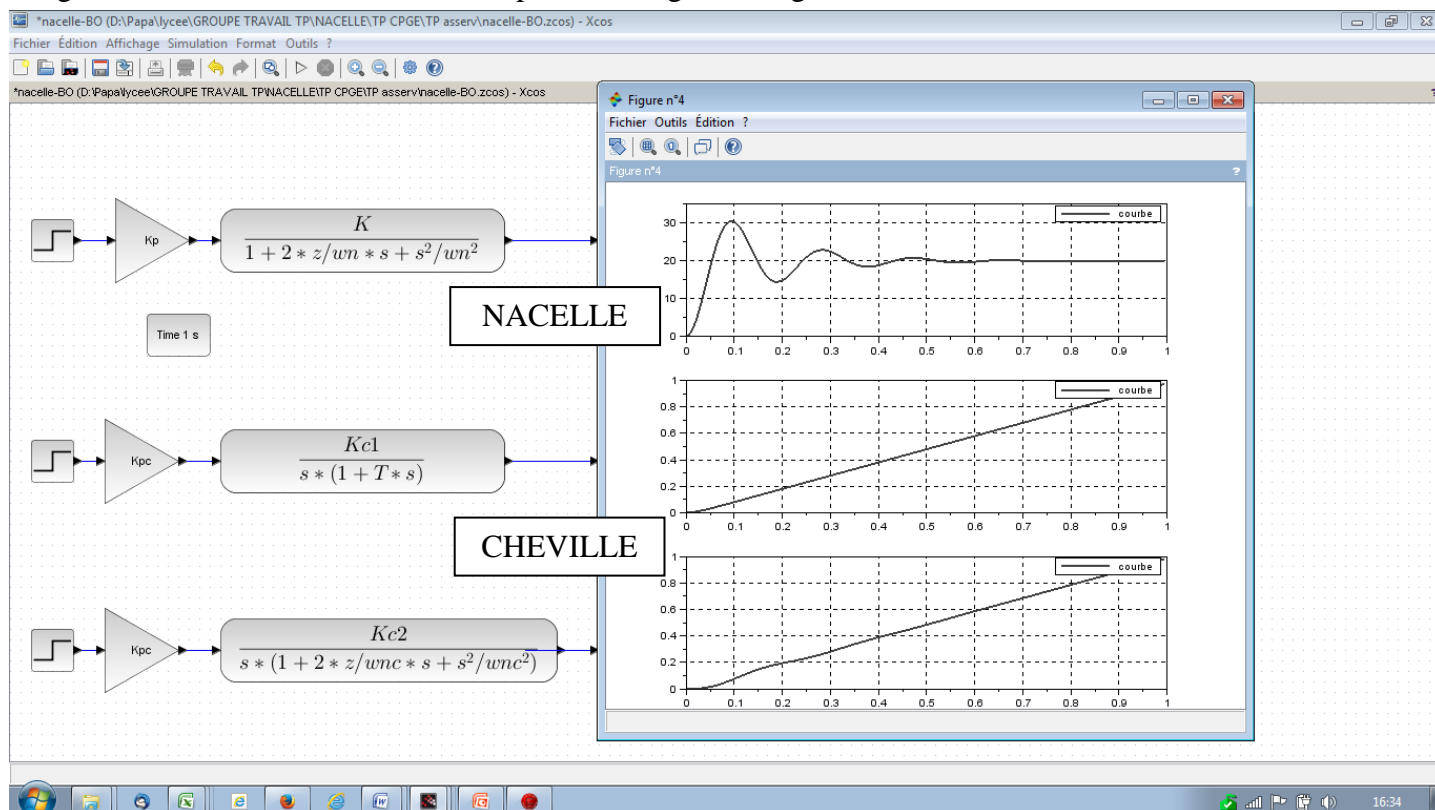 *nacelle-BO (D:\Papa\lycee\GROUPE TRAVAIL TP\NACELLE\TP CPGE\TP asserv\nacelle-BO.zcos) - Xcos
Fichier Édition Affichage Simulation Format Outils ?
*nacelle-BO (D:\Papa\lycee\GROUPE TRAVAIL TP\NACELLE\TP CPGE\TP asserv\nacelle-BO.zcos) - Xcos
Figure n°4
Fichier Outils Édition ?
Figure n°4 ?
courbe
30
20
10
0
0 0.1 0.2 0.3 0.4 0.5 0.6 0.7 0.8 0.9 1
Kp
K
1 + 2 * z/wn * s + s²/wn²
NACELLE
Time 1 s
courbe
1
0.8
0.6
0.4
0.2
0
0 0.1 0.2 0.3 0.4 0.5 0.6 0.7 0.8 0.9 1
Kpc
Kc1
s * (1 + T * s)
CHEVILLE
courbe
1
0.8
0.6
0.4
0.2
0
0 0.1 0.2 0.3 0.4 0.5 0.6 0.7 0.8 0.9 1
Kpc
Kc2
s * (1 + 2 * z/wnc * s + s²/wnc²)
16:34